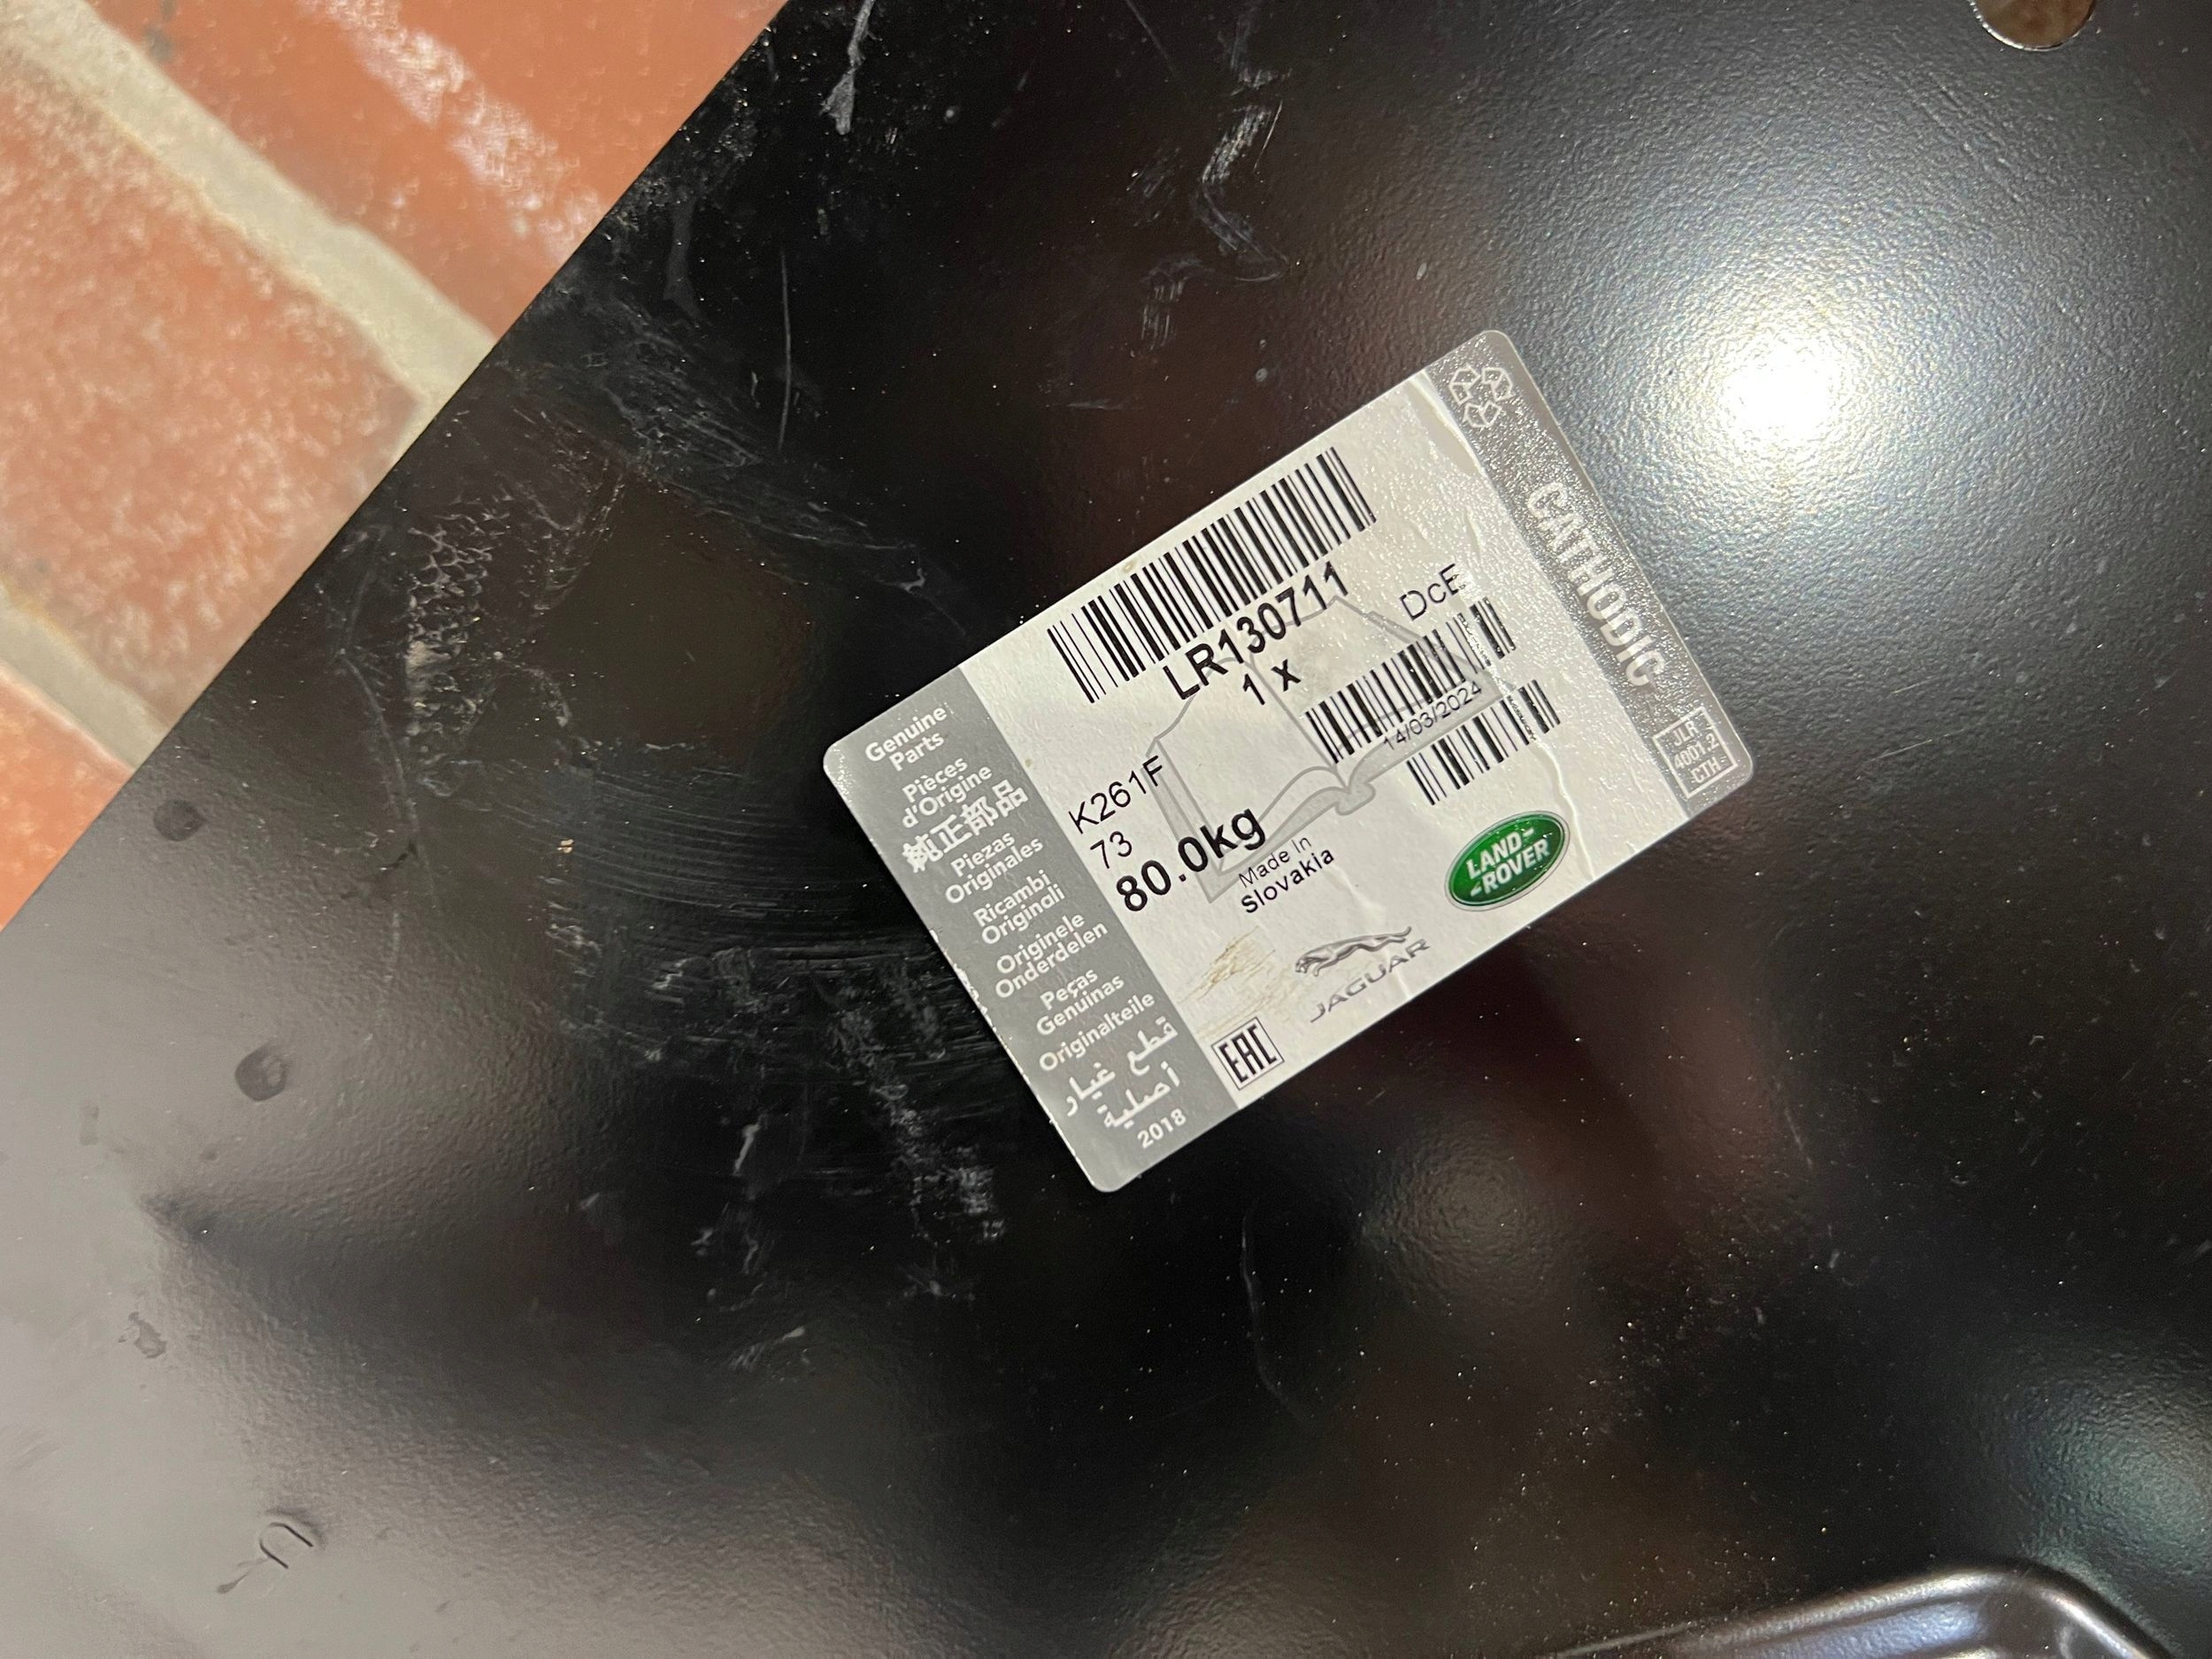 Genuine
Parts
Pièces
d'Origine
純正部品
Piezas
Originales
Ricambi
Originali
Originele
Onderdelen
Peças
Genuinas
Originalteile
قطع غيار
أصلية
2018
LR130711
1 X
DcE
14/03/2024
K261F
73
80.0kg
Made In
Slovakia
LAND-
-ROVER
JAGUAR
EAC
CATHODIC
JLR
4001.2
-CTH-